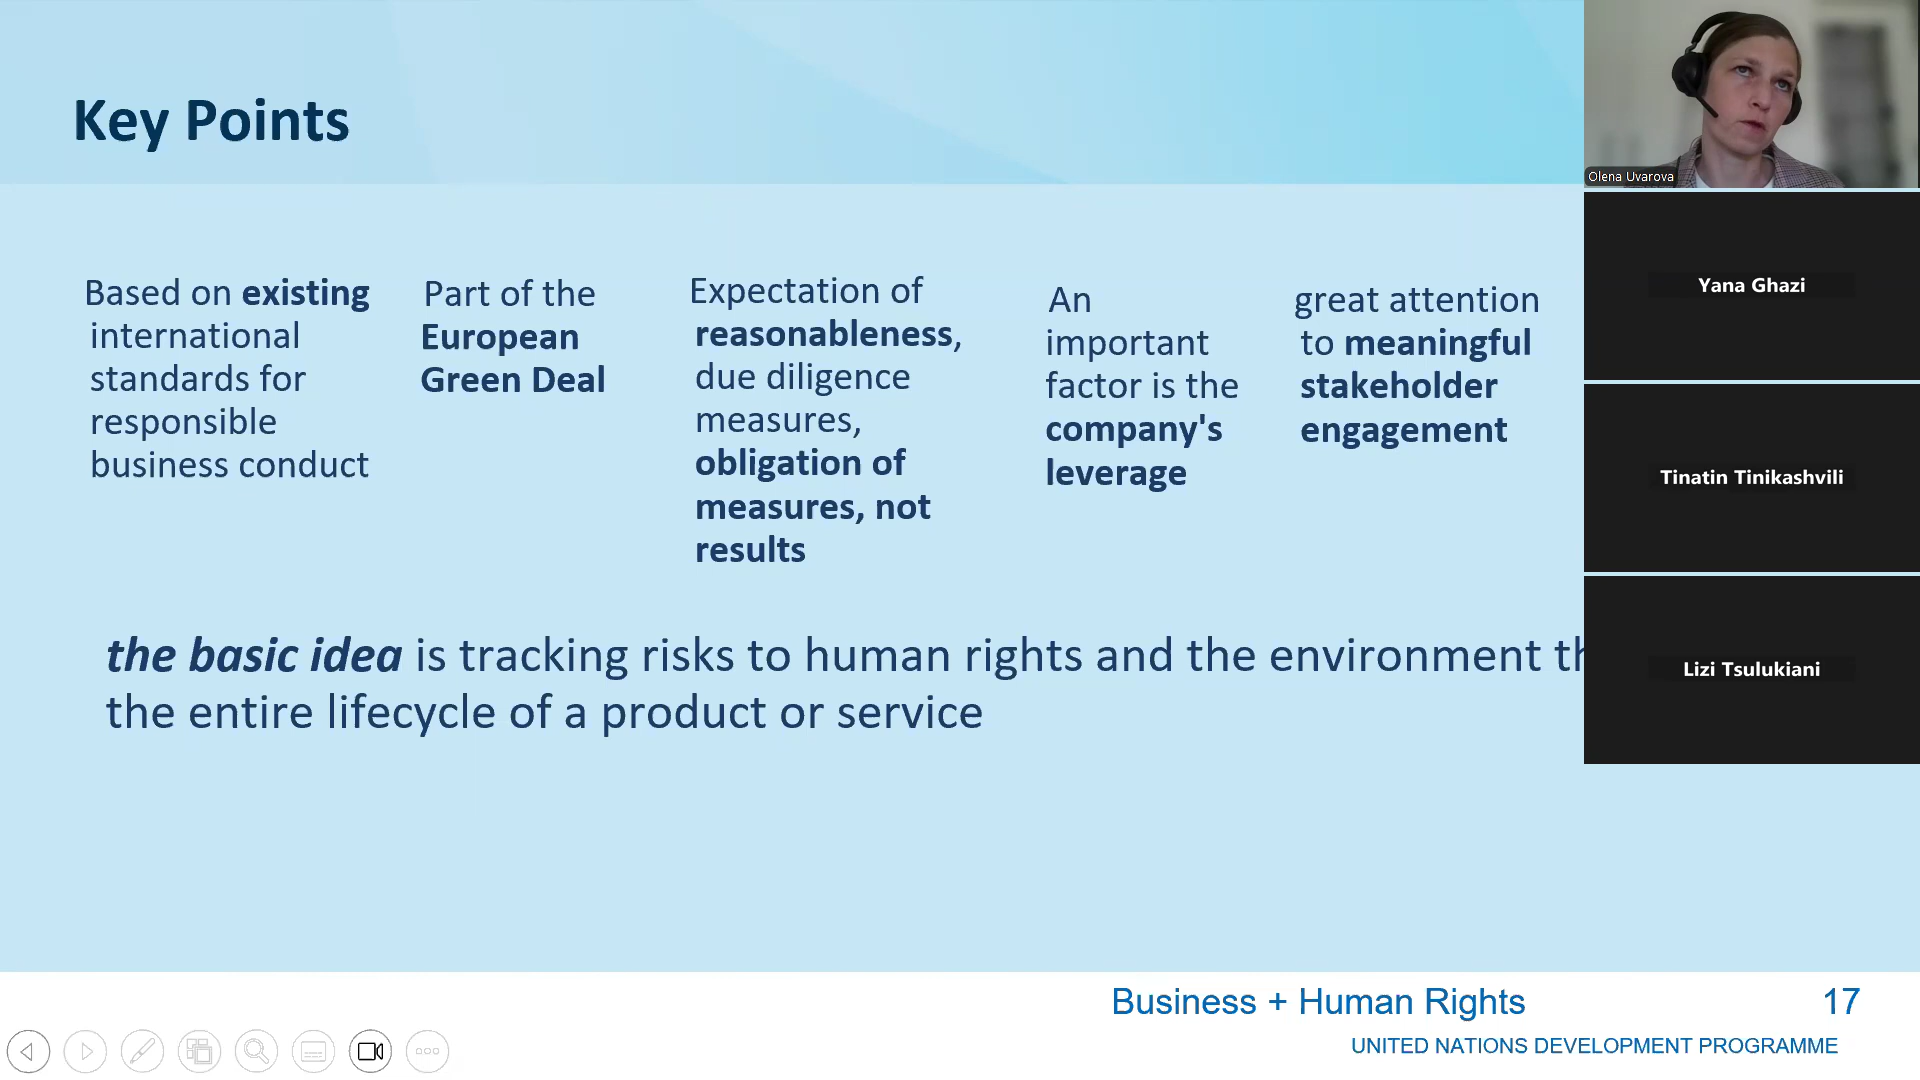 Key Points
Based on existing
international
standards for
responsible
business conduct
Part of the
European
Green Deal
Expectation of
reasonableness,
due diligence
measures,
obligation of
measures, not
results
An
important
factor is the
company's
leverage
great attention
to meaningful
stakeholder
engagement
the basic idea is tracking risks to human rights and the environment
the entire lifecycle of a product or service
Olena Uvarova
Yana Ghazi
Tinatin Tinikashvili
Lizi Tsulukiani
Business + Human Rights
17
UNITED NATIONS DEVELOPMENT PROGRAMME